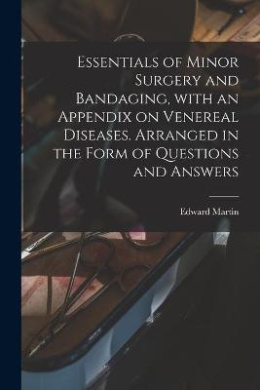 Essentials of Minor
Surgery and
Bandaging, with an
Appendix on Venereal
Diseases. Arranged in
the Form of Questions
and Answers
Edward Martin